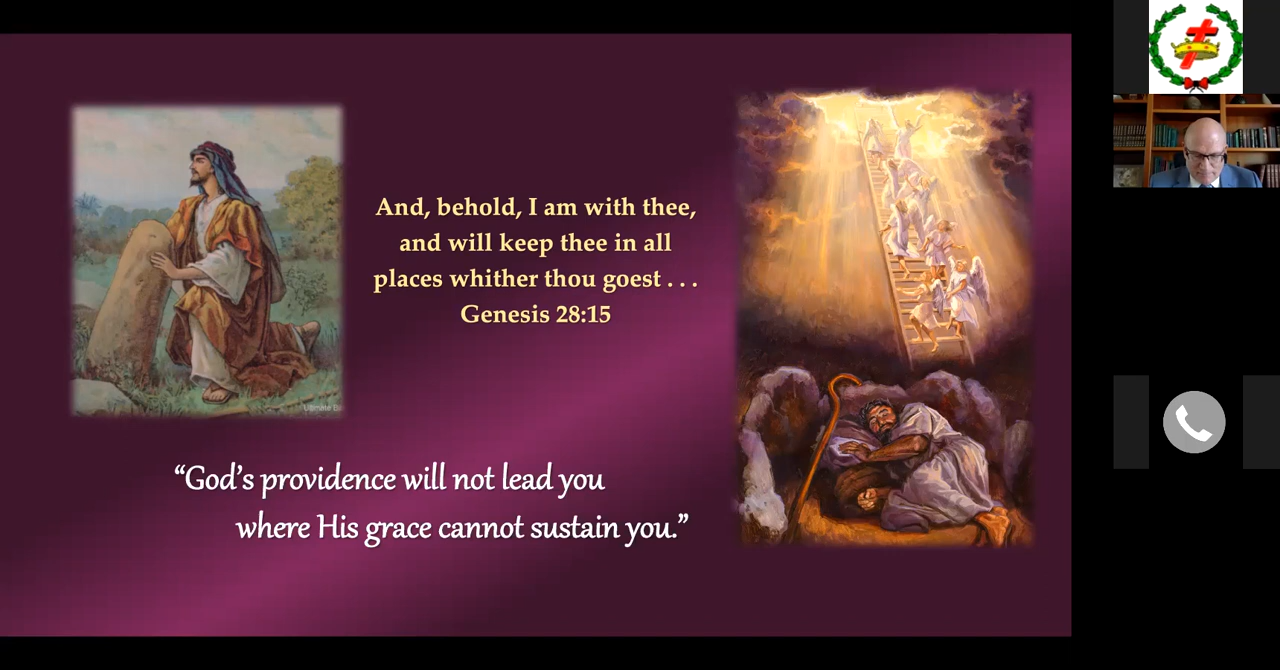 And, behold, I am with thee,
and will keep thee in all
places whither thou goest . . .
Genesis 28:15
“God’s providence will not lead you
where His grace cannot sustain you.”
Ultimate